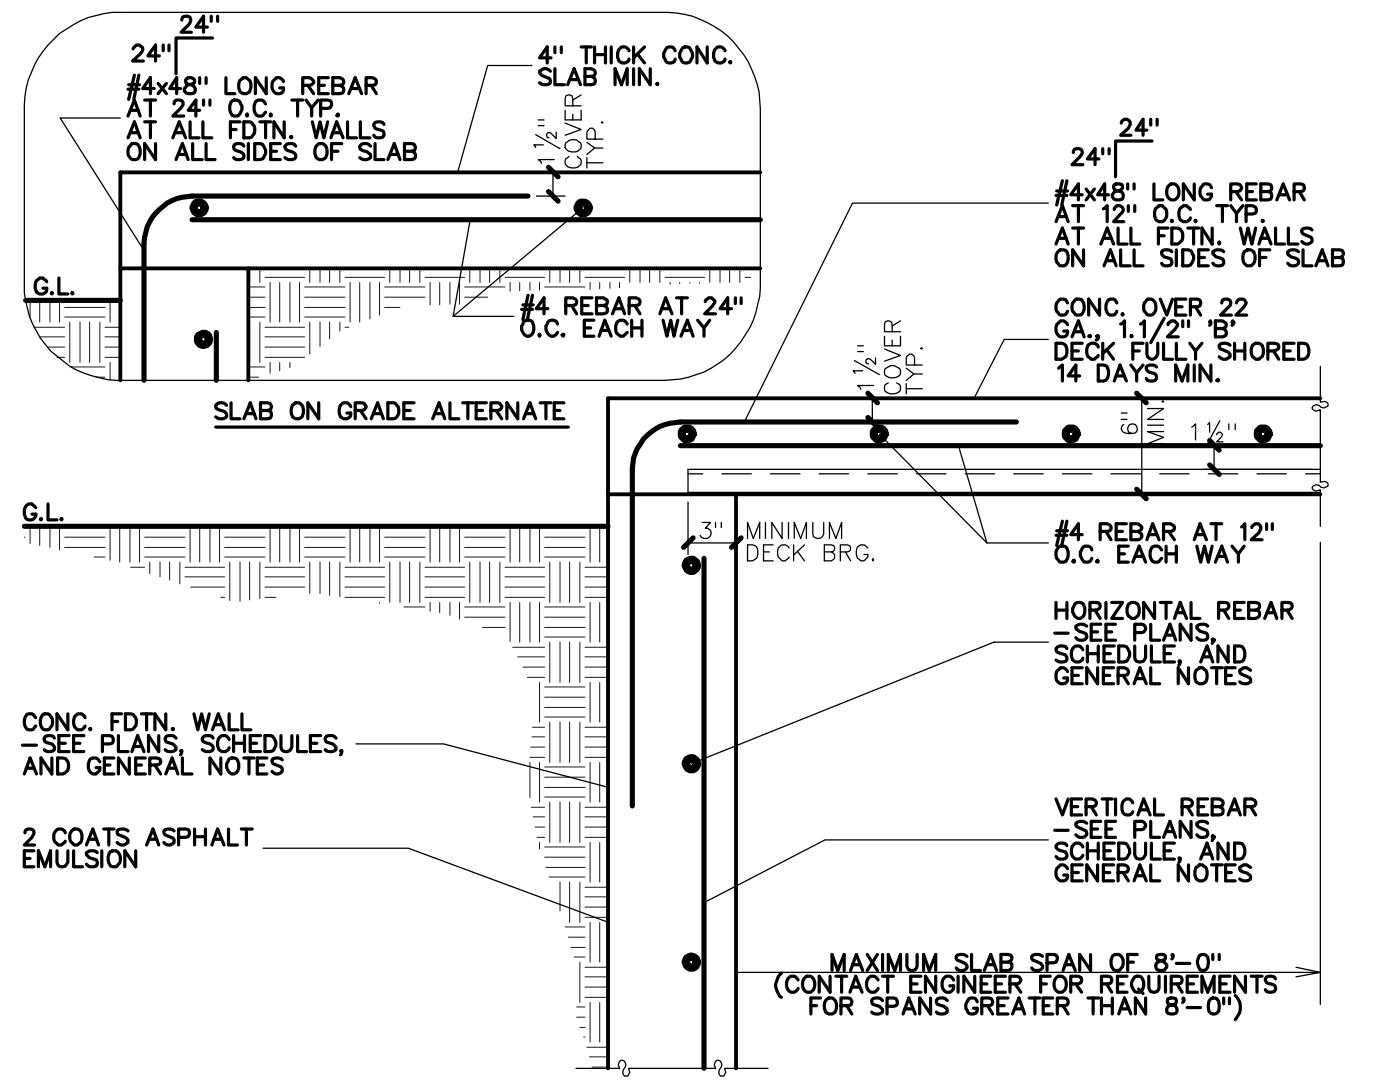 24"
24"
#4x48" LONG REBAR
AT 24" O.C. TYP.
AT ALL FDTN. WALLS
ON ALL SIDES OF SLAB
4" THICK CONC.
SLAB MIN.
1 1/2"
COVER
TYP.
G.L.
#4 REBAR AT 24"
O.C. EACH WAY
SLAB ON GRADE ALTERNATE
24"
24"
#4x48" LONG REBAR
AT 12" O.C. TYP.
AT ALL FDTN. WALLS
ON ALL SIDES OF SLAB
CONC. OVER 22
GA., 1.1/2" 'B'
DECK FULLY SHORED
14 DAYS MIN.
1 1/2"
COVER
TYP.
6"
MIN.
1 1/2"
G.L.
3" MINIMUM
DECK BRG.
#4 REBAR AT 12"
O.C. EACH WAY
HORIZONTAL REBAR
-SEE PLANS,
SCHEDULE, AND
GENERAL NOTES
CONC. FDTN. WALL
-SEE PLANS, SCHEDULES,
AND GENERAL NOTES
2 COATS ASPHALT
EMULSION
VERTICAL REBAR
-SEE PLANS,
SCHEDULE, AND
GENERAL NOTES
MAXIMUM SLAB SPAN OF 8'-0"
(CONTACT ENGINEER FOR REQUIREMENTS
FOR SPANS GREATER THAN 8'-0")